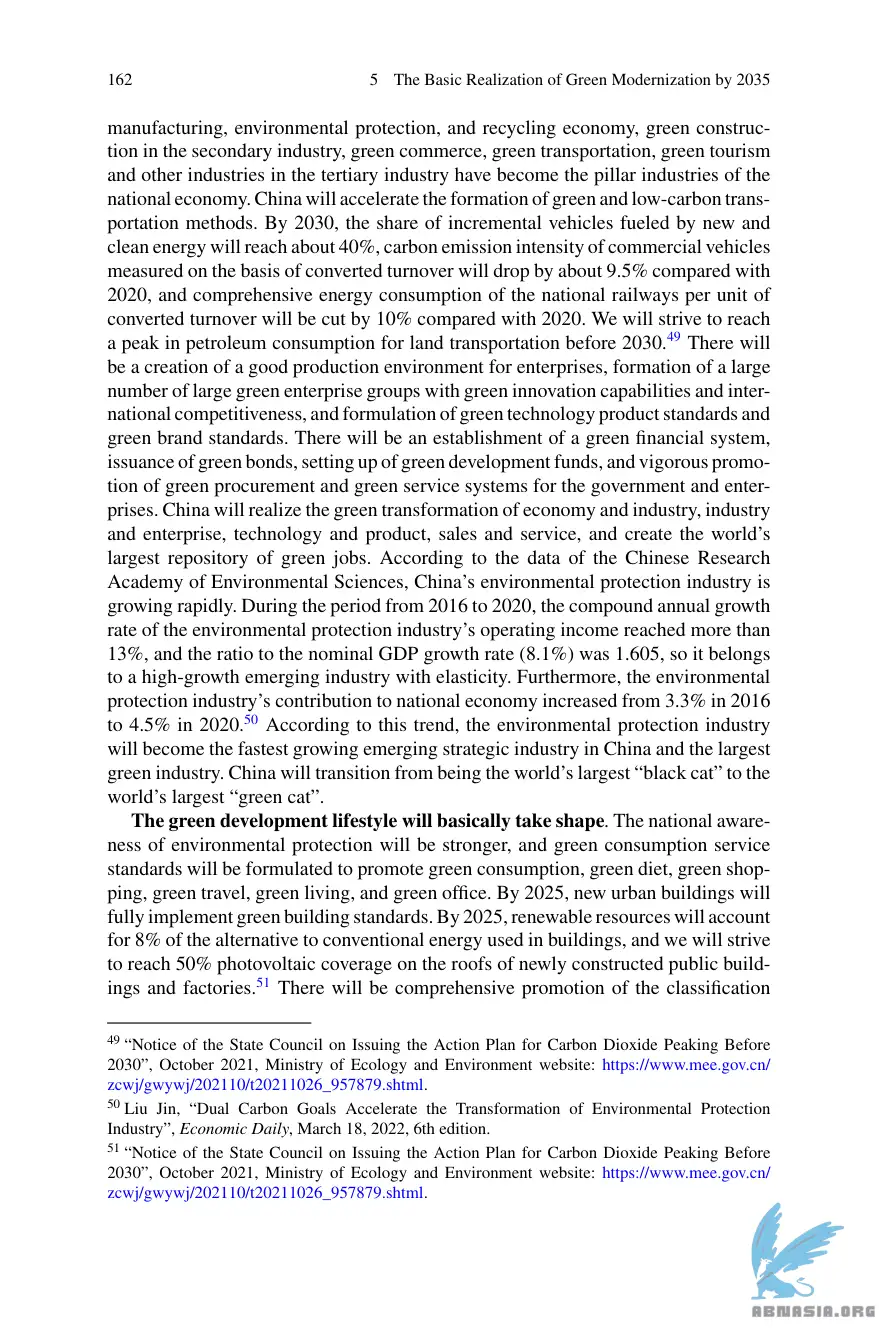 162
5 The Basic Realization of Green Modernization by 2035
manufacturing, environmental protection, and recycling economy, green construc-
tion in the secondary industry, green commerce, green transportation, green tourism
and other industries in the tertiary industry have become the pillar industries of the
national economy. China will accelerate the formation of green and low-carbon trans-
portation methods. By 2030, the share of incremental vehicles fueled by new and
clean energy will reach about 40%, carbon emission intensity of commercial vehicles
measured on the basis of converted turnover will drop by about 9.5% compared with
2020, and comprehensive energy consumption of the national railways per unit of
converted turnover will be cut by 10% compared with 2020. We will strive to reach
a peak in petroleum consumption for land transportation before 2030.49 There will
be a creation of a good production environment for enterprises, formation of a large
number of large green enterprise groups with green innovation capabilities and inter-
national competitiveness, and formulation of green technology product standards and
green brand standards. There will be an establishment of a green financial system,
issuance of green bonds, setting up of green development funds, and vigorous promo-
tion of green procurement and green service systems for the government and enter-
prises. China will realize the green transformation of economy and industry, industry
and enterprise, technology and product, sales and service, and create the world's
largest repository of green jobs. According to the data of the Chinese Research
Academy of Environmental Sciences, China's environmental protection industry is
growing rapidly. During the period from 2016 to 2020, the compound annual growth
rate of the environmental protection industry's operating income reached more than
13%, and the ratio to the nominal GDP growth rate (8.1%) was 1.605, so it belongs
to a high-growth emerging industry with elasticity. Furthermore, the environmental
protection industry's contribution to national economy increased from 3.3% in 2016
to 4.5% in 2020.50 According to this trend, the environmental protection industry
will become the fastest growing emerging strategic industry in China and the largest
green industry. China will transition from being the world's largest “black cat” to the
world's largest “green cat”.
The green development lifestyle will basically take shape. The national aware-
ness of environmental protection will be stronger, and green consumption service
standards will be formulated to promote green consumption, green diet, green shop-
ping, green travel, green living, and green office. By 2025, new urban buildings will
fully implement green building standards. By 2025, renewable resources will account
for 8% of the alternative to conventional energy used in buildings, and we will strive
to reach 50% photovoltaic coverage on the roofs of newly constructed public build-
ings and factories.51 There will be comprehensive promotion of the classification
49 “Notice of the State Council on Issuing the Action Plan for Carbon Dioxide Peaking Before
2030”, October 2021, Ministry of Ecology and Environment website: https://www.mee.gov.cn/
zcwj/gwywj/202110/t20211026_957879.shtml.
50 Liu Jin, “Dual Carbon Goals Accelerate the Transformation of Environmental Protection
Industry”, Economic Daily, March 18, 2022, 6th edition.
51 “Notice of the State Council on Issuing the Action Plan for Carbon Dioxide Peaking Before
2030”, October 2021, Ministry of Ecology and Environment website: https://www.mee.gov.cn/
zcwj/gwywj/202110/t20211026_957879.shtml.
ABNASIA.ORG